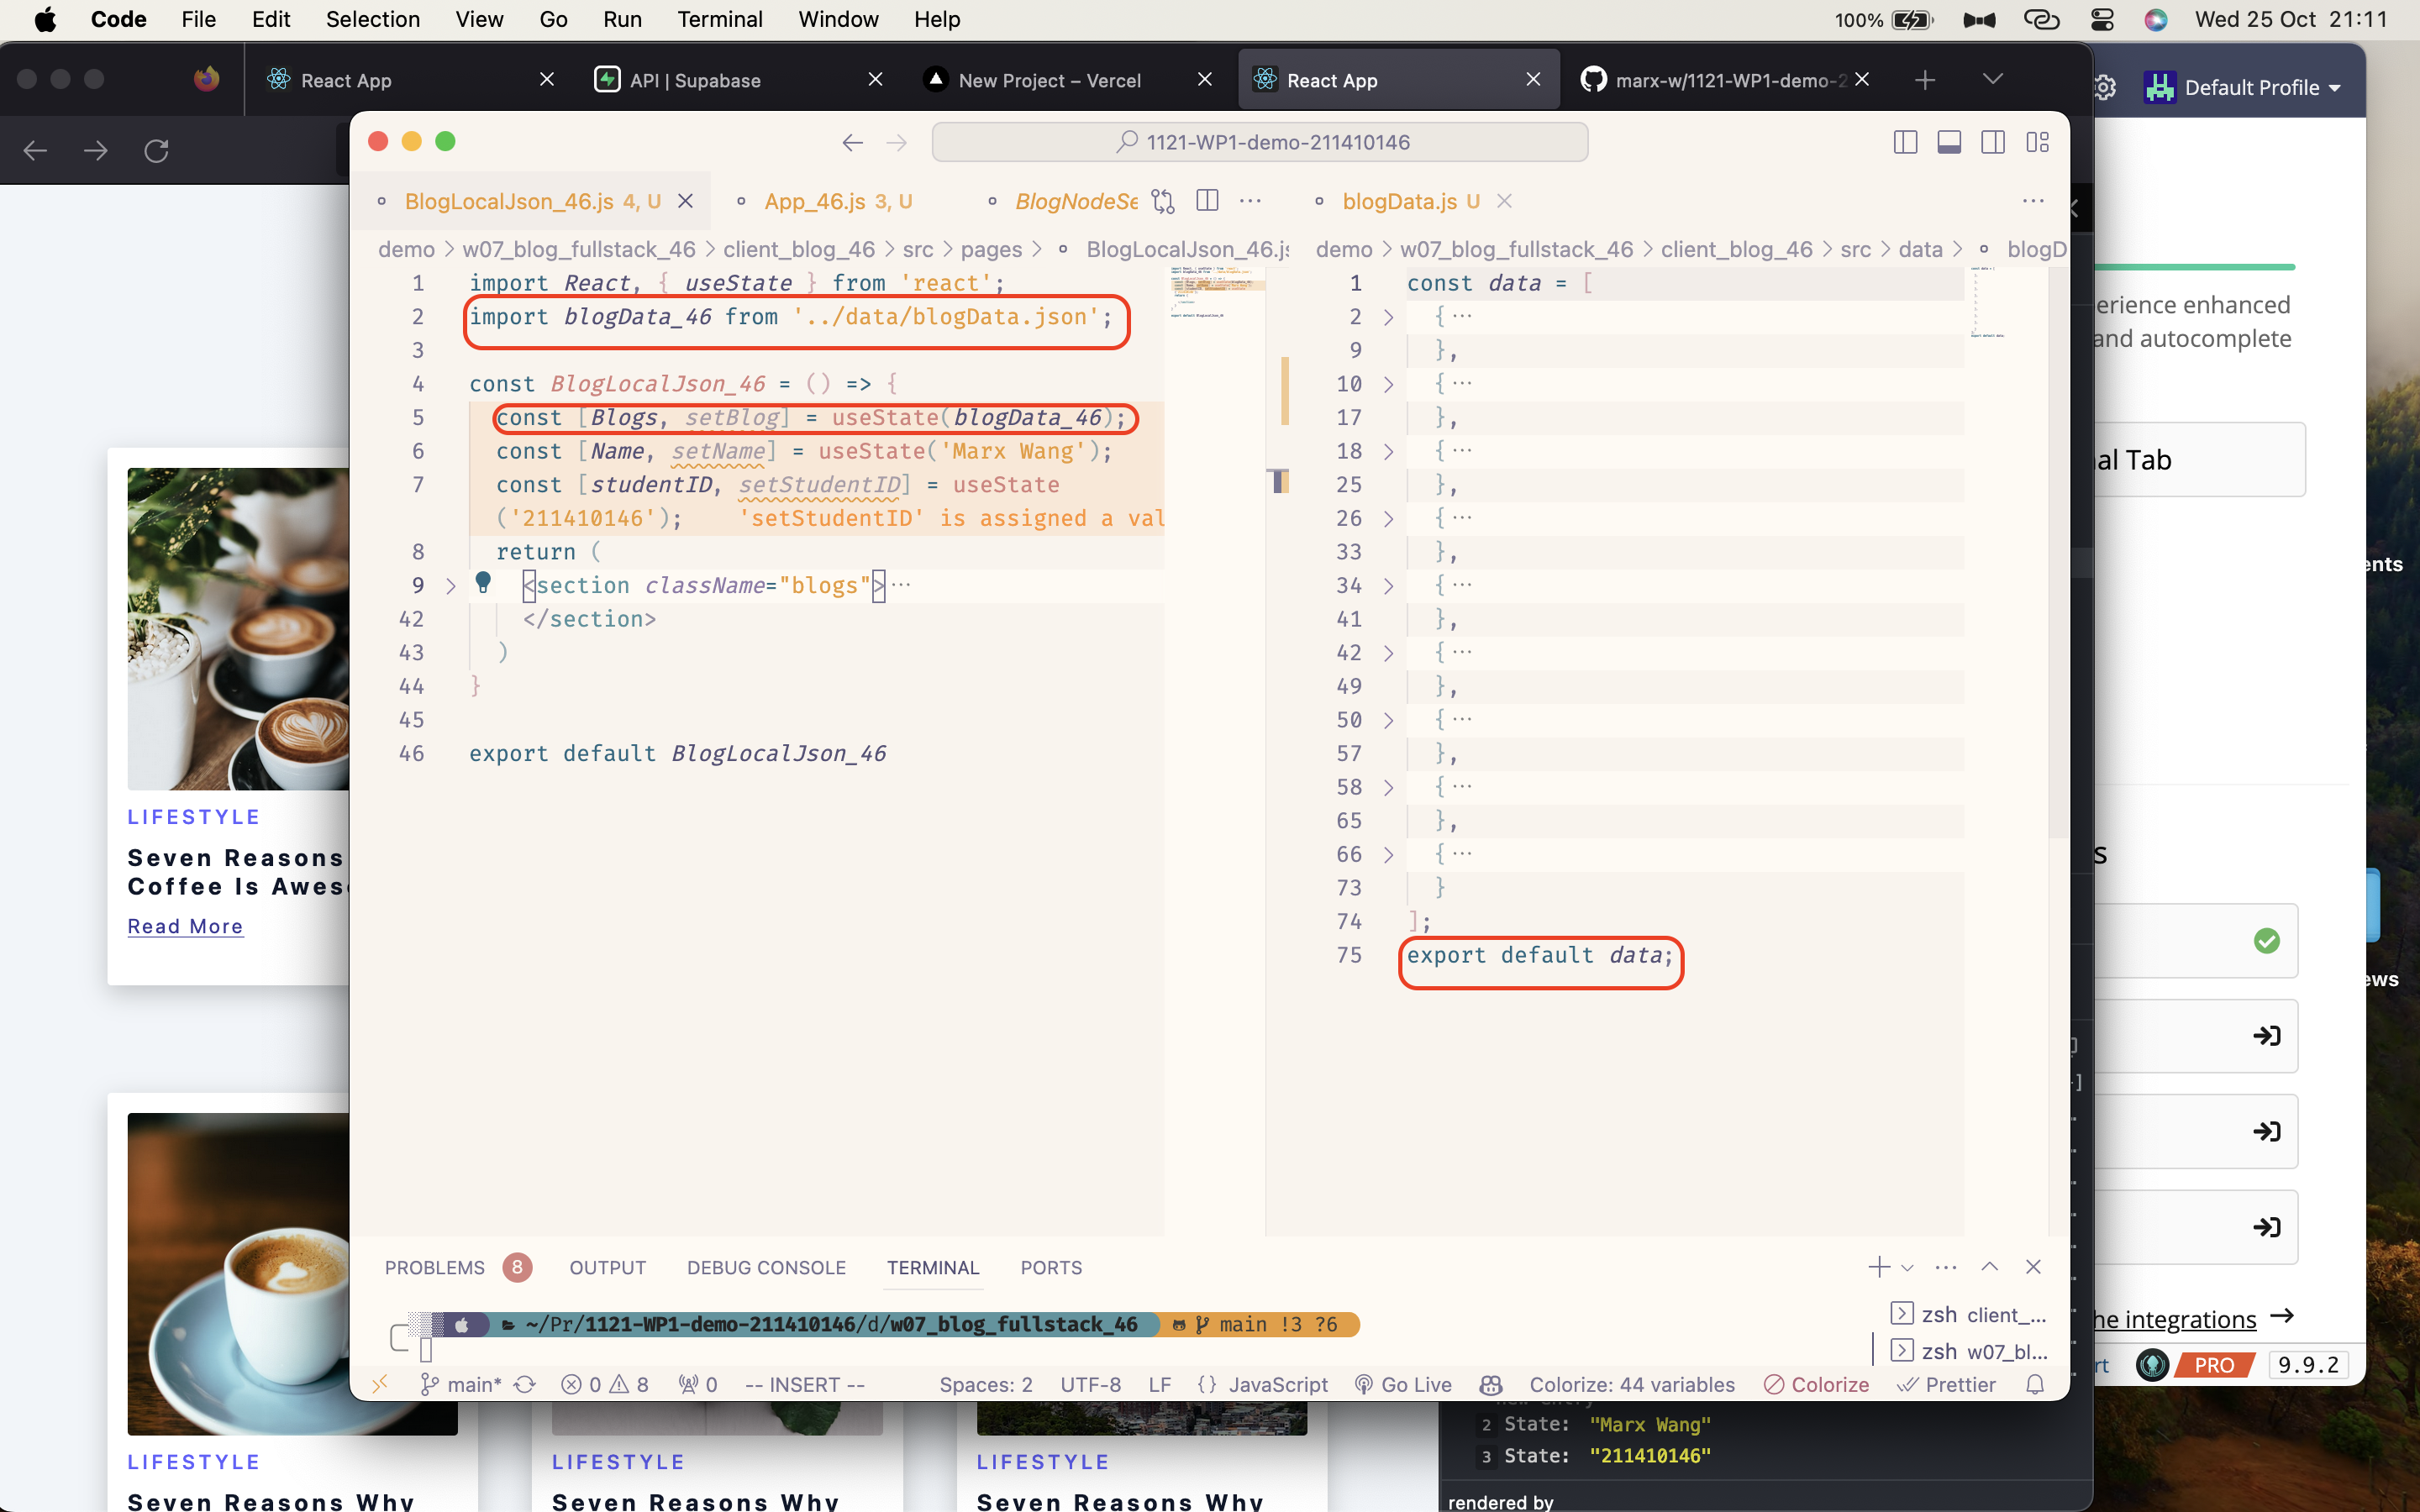 Code File Edit Selection View Go Run Terminal Window Help 100% Wed 25 Oct 21:11
React App
API | Supabase
New Project – Vercel
React App
marx-w/1121-WP1-demo-2
Default Profile
1121-WP1-demo-211410146
BlogLocalJson_46.js 4, U
App_46.js 3, U
BlogNodeSe
blogData.js U
demo > w07_blog_fullstack_46 > client_blog_46 > src > pages > BlogLocalJson_46.js
1 import React, { useState } from 'react';
2 import blogData_46 from '../data/blogData.json';
3
4 const BlogLocalJson_46 = () => {
5 const [Blogs, setBlog] = useState(blogData_46);
6 const [Name, setName] = useState('Marx Wang');
7 const [studentID, setStudentID] = useState
('211410146'); 'setStudentID' is assigned a val
8 return (
9 <section className="blogs">···
42 </section>
43 )
44 }
45
46 export default BlogLocalJson_46
demo > w07_blog_fullstack_46 > client_blog_46 > src > data > blogD
1 const data = [
2 {···
9 },
10 {···
17 },
18 {···
25 },
26 {···
33 },
34 {···
41 },
42 {···
49 },
50 {···
57 },
58 {···
65 },
66 {···
73 }
74 ];
75 export default data;
PROBLEMS 8 OUTPUT DEBUG CONSOLE TERMINAL PORTS
~/Pr/1121-WP1-demo-211410146/d/w07_blog_fullstack_46 main !3 ?6
zsh client_...
zsh w07_bl...
main* 0 8 0 -- INSERT -- Spaces: 2 UTF-8 LF {} JavaScript Go Live Colorize: 44 variables Colorize Prettier
LIFESTYLE
Seven Reasons
Coffee Is Awes
Read More
LIFESTYLE
Seven Reasons Why
LIFESTYLE
Seven Reasons Why
LIFESTYLE
Seven Reasons Why
2 State: "Marx Wang"
3 State: "211410146"
rendered by
erience enhanced
and autocomplete
al Tab
s
he integrations
rt PRO 9.9.2
ents
ews